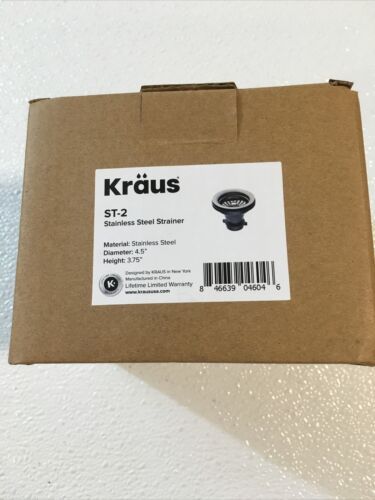 Kräus
ST-2
Stainless Steel Strainer
Material: Stainless Steel
Diameter: 4.5"
Height: 3.75"
Designed by KRAUS in New York
Manufactured in China
Lifetime Limited Warranty
www.kraususa.com
K
8 46639 04604 6